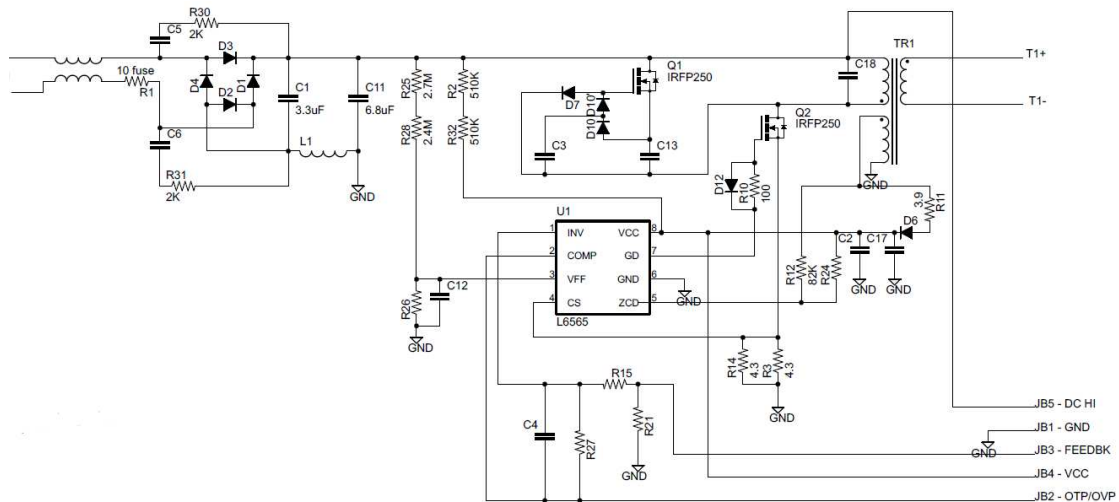 R30
2K
C5
D3
10 fuse
R1
D4
D1
D2
C6
R31
2K
C1
3.3uF
C11
6.8uF
L1
GND
R25
2.7M
R28
2.4M
R2
510K
R32
510K
Q1
IRFP250
D7
D10'
D10
C3
C13
C18
TR1
T1+
T1-
Q2
IRFP250
D12
R10
100
GND
3.9
R11
D6
U1
1 INV VCC 8
2 COMP GD 7
3 VFF GND 6
4 CS ZCD 5
L6565
GND
R12
82K
R24
C2
C17
GND
GND
R26
C12
GND
R14
4.3
R3
4.3
GND
R15
C4
R27
R21
GND
JB5 - DC HI
JB1 - GND
GND
JB3 - FEEDBK
JB4 - VCC
JB2 - OTP/OVP